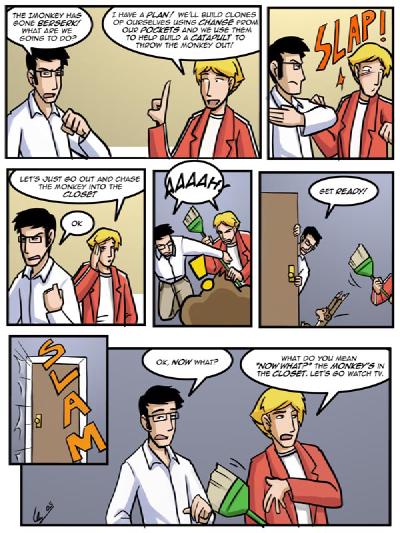 THE IMONKEY HAS
GONE BERSERK!
WHAT ARE WE
GOING TO DO?
I HAVE A PLAN! WE'LL BUILD CLONES
OF OURSELVES USING CHANGE FROM
OUR POCKETS AND WE USE THEM
TO HELP BUILD A CATAPULT TO
THROW THE MONKEY OUT!
SLAP!
LET'S JUST GO OUT AND CHASE
THE MONKEY INTO THE
CLOSET
OK
AAAAH!
GET READY!
SLAM
OK, NOW WHAT?
WHAT DO YOU MEAN
"NOW WHAT?" THE MONKEY'S IN
THE CLOSET. LET'S GO WATCH TV.